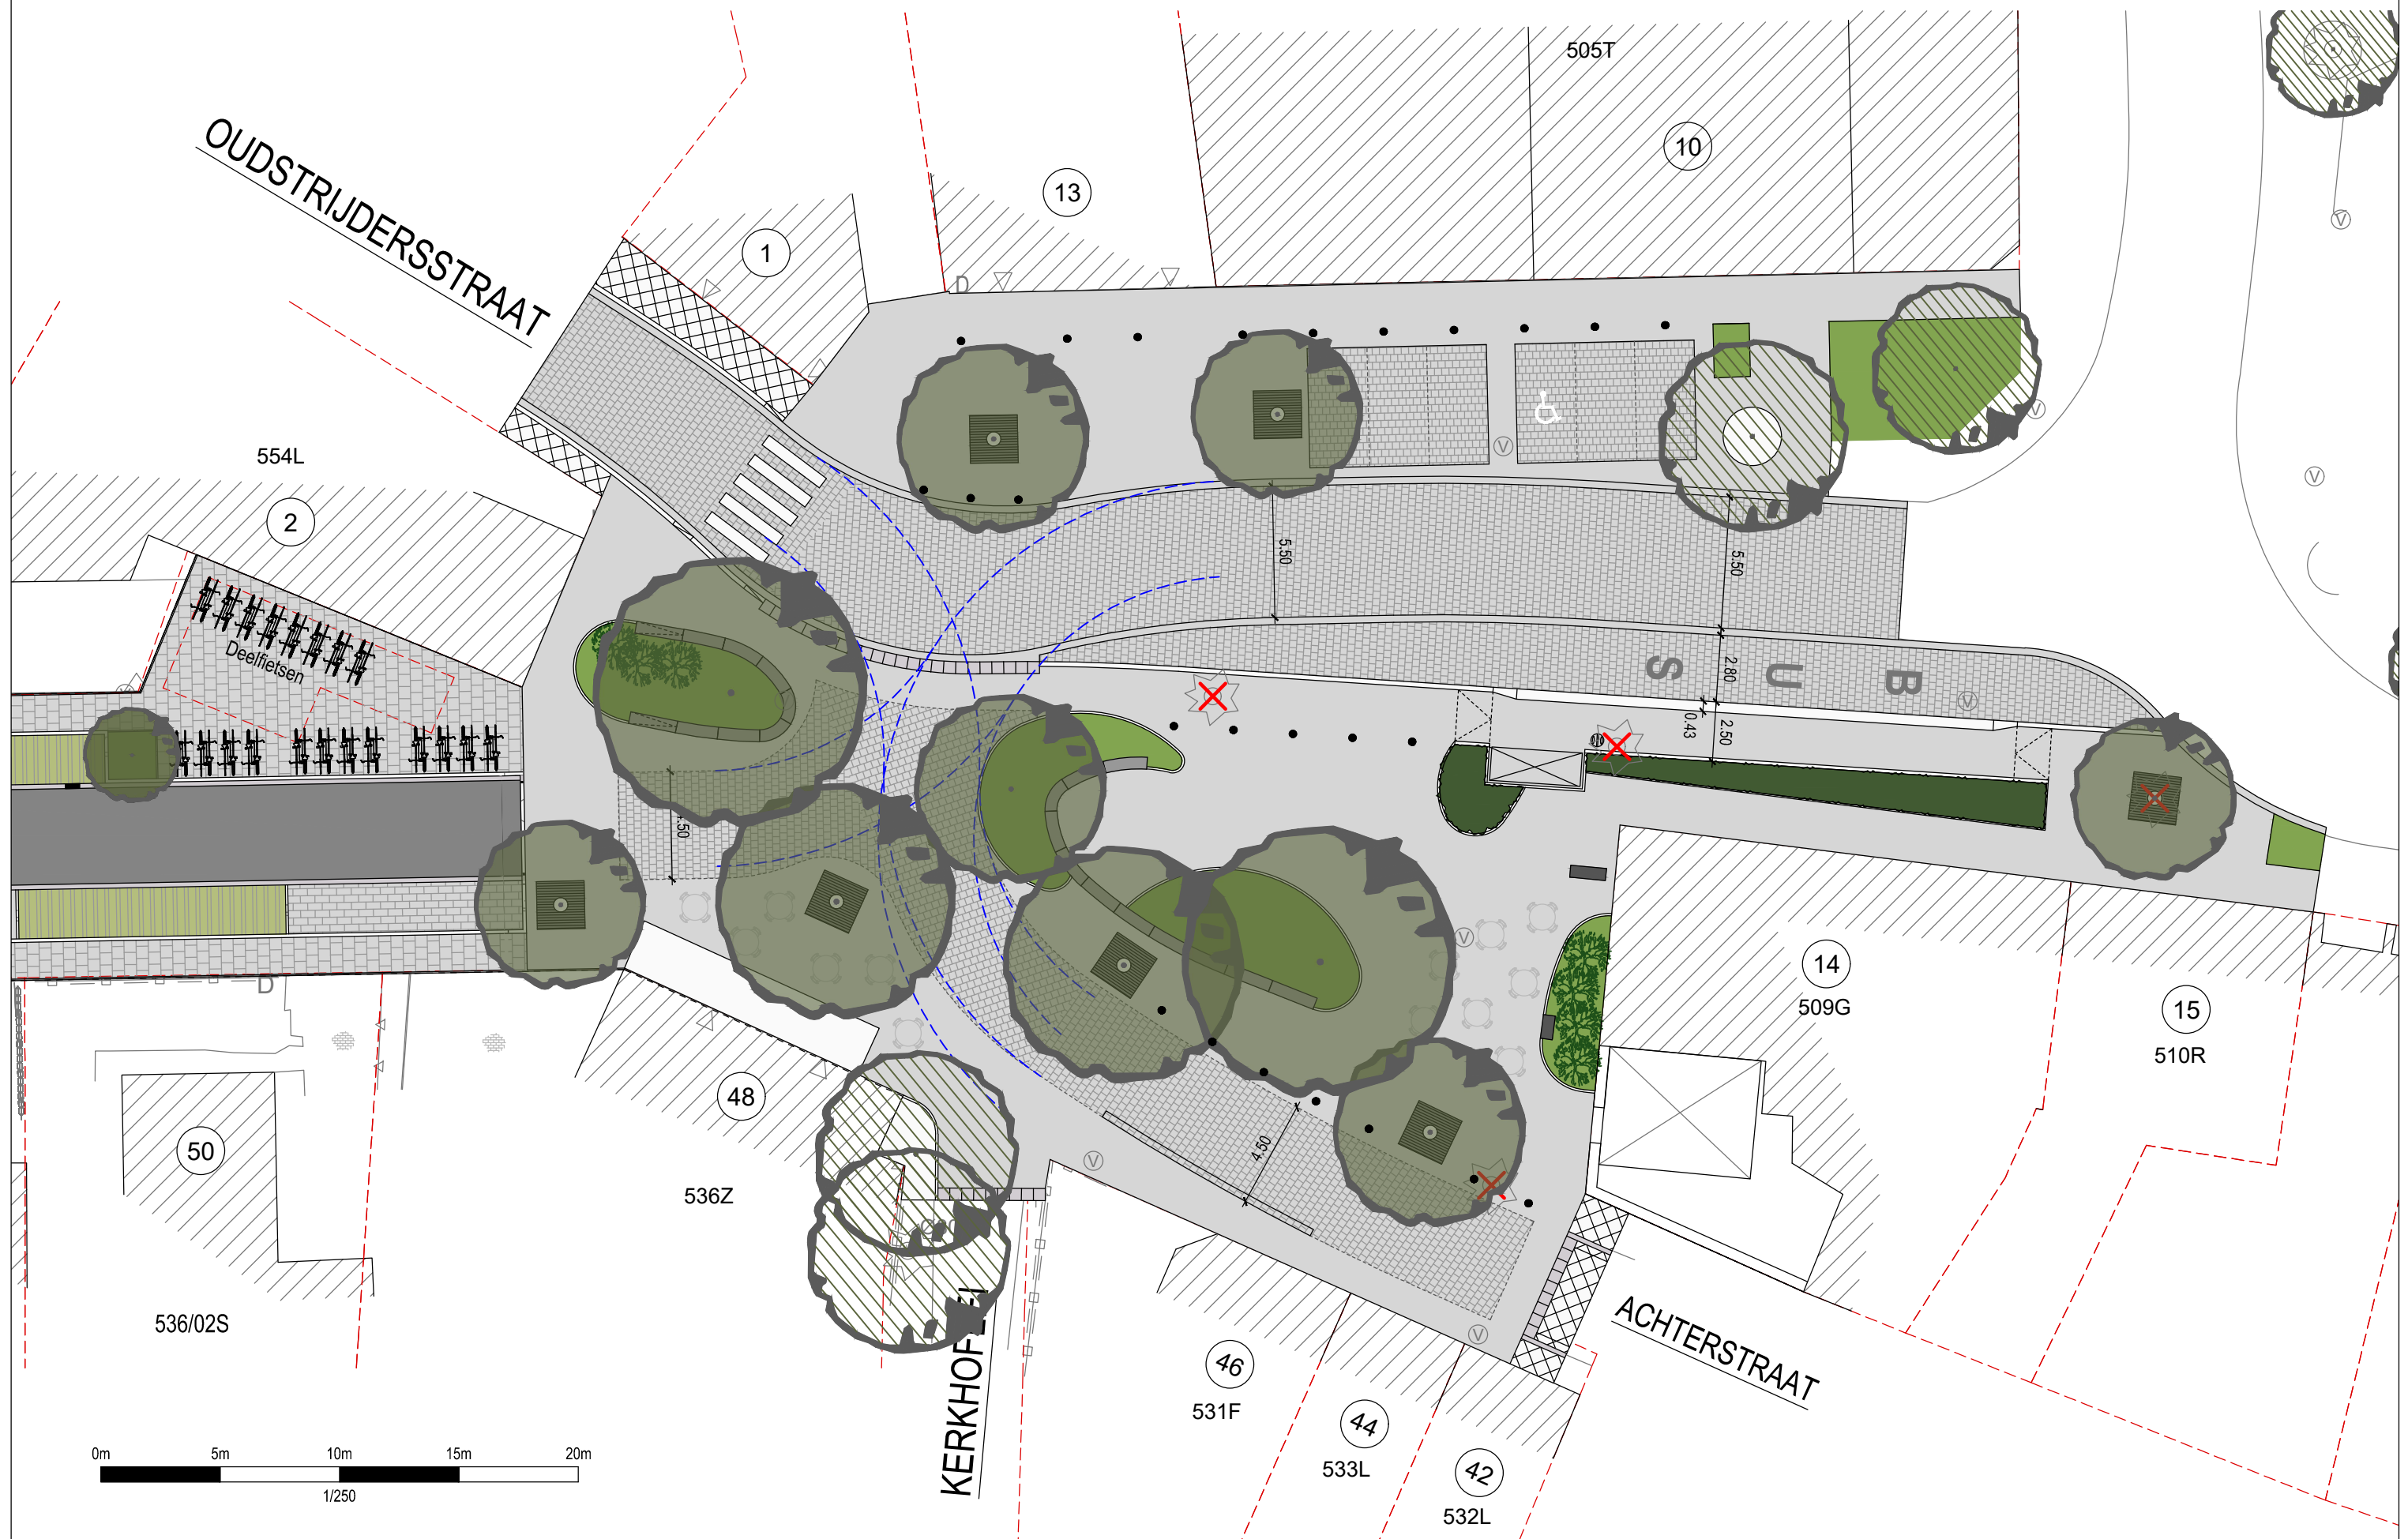 505T
10
13
OUDSTRIJDERSSTRAAT
1
D
V
V
V
V
554L
2
Deelfietsen
5.50
5.50
BUS
2.80
V
0.43
2.50
V
D
14
509G
15
510R
48
536Z
50
536/02S
V
4.50
KERKHOF
ACHTERSTRAAT
V
46
531F
44
533L
42
532L
0m 5m 10m 15m 20m
1/250